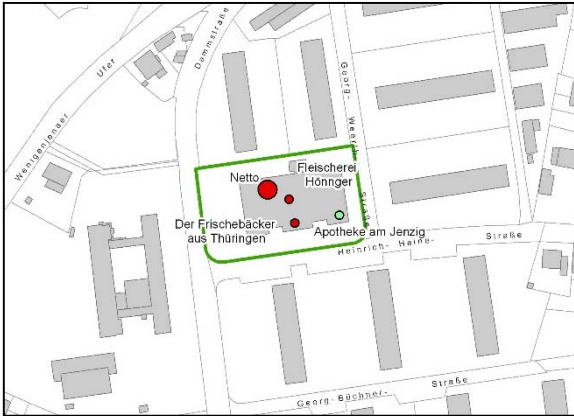 Wenigenjenaer Ufer
Dammstraße
Georg- Weerth- Straße
Fleischerei
Hönnger
Netto
Der Frischebäcker
aus Thüringen
Apotheke am Jenzig
Heinrich- Heine- Straße
Georg-Büchner- Straße